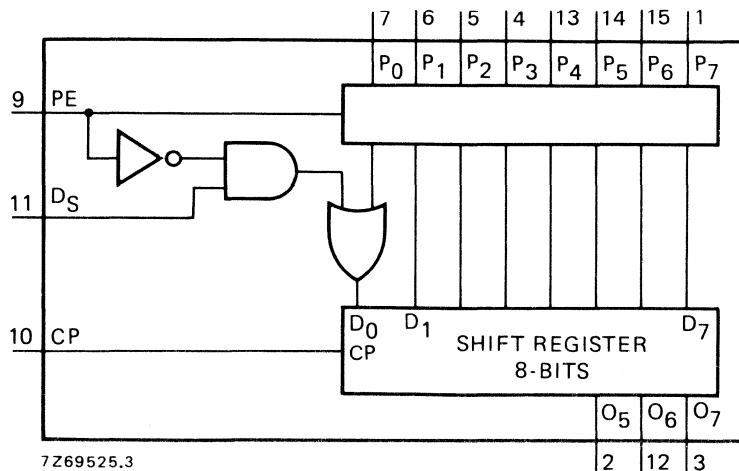 7 6 5 4 13 14 15 1
P0 P1 P2 P3 P4 P5 P6 P7
9 PE
11 DS
D0 D1 D7
10 CP
CP SHIFT REGISTER
8-BITS
O5 O6 O7
7Z69525.3
2 12 3